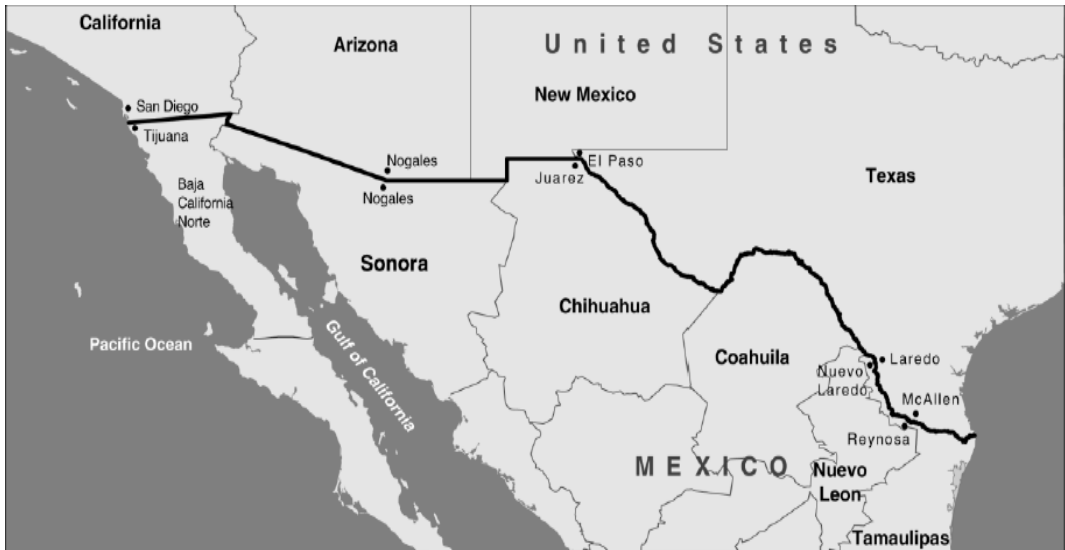 California
Arizona
United States
New Mexico
San Diego
Tijuana
Nogales
Nogales
El Paso
Juarez
Texas
Baja
California
Norte
Sonora
Chihuahua
Pacific Ocean
Gulf of California
Coahuila
Laredo
Nuevo
Laredo
McAllen
Reynosa
MEXICO
Nuevo
Leon
Tamaulipas